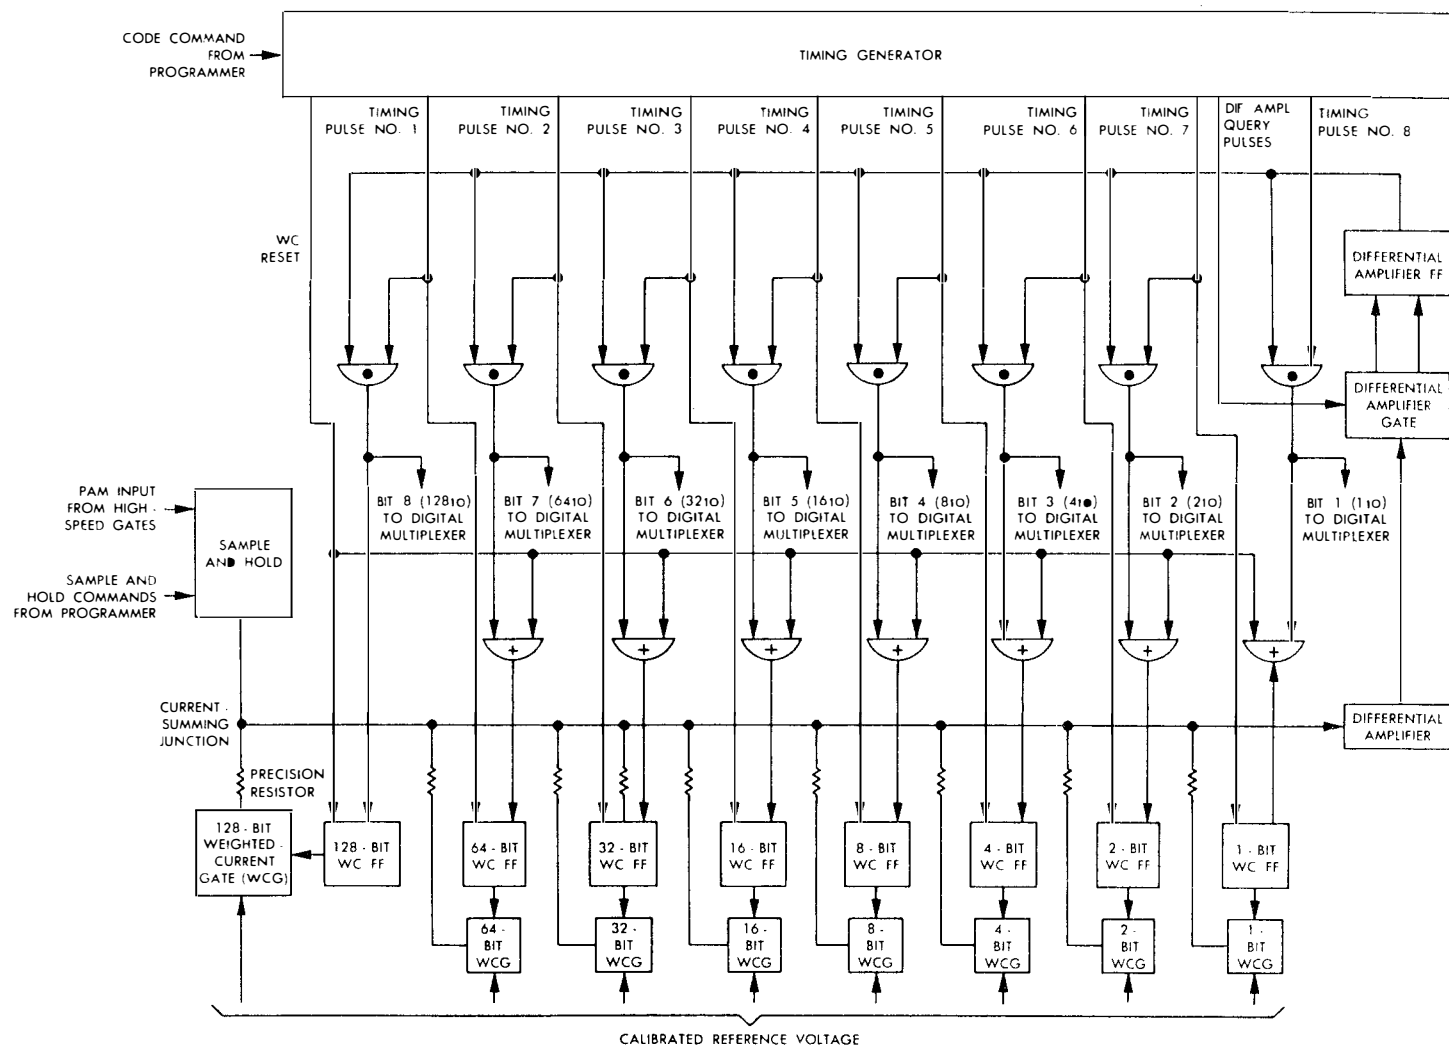 CODE COMMAND
FROM
PROGRAMMER
TIMING GENERATOR
TIMING
PULSE NO. 1
TIMING
PULSE NO. 2
TIMING
PULSE NO. 3
TIMING
PULSE NO. 4
TIMING
PULSE NO. 5
TIMING
PULSE NO. 6
TIMING
PULSE NO. 7
DIF AMPL
QUERY
PULSES
TIMING
PULSE NO. 8
WC
RESET
DIFFERENTIAL
AMPLIFIER FF
DIFFERENTIAL
AMPLIFIER
GATE
BIT 8 (128₁₀)
TO DIGITAL
MULTIPLEXER
BIT 7 (64₁₀)
TO DIGITAL
MULTIPLEXER
BIT 6 (32₁₀)
TO DIGITAL
MULTIPLEXER
BIT 5 (16₁₀)
TO DIGITAL
MULTIPLEXER
BIT 4 (8₁₀)
TO DIGITAL
MULTIPLEXER
BIT 3 (4₁₀)
TO DIGITAL
MULTIPLEXER
BIT 2 (2₁₀)
TO DIGITAL
MULTIPLEXER
BIT 1 (1₁₀)
TO DIGITAL
MULTIPLEXER
PAM INPUT
FROM HIGH-
SPEED GATES
SAMPLE
AND HOLD
SAMPLE AND
HOLD COMMANDS
FROM PROGRAMMER
+
+
+
+
+
+
+
CURRENT-
SUMMING
JUNCTION
DIFFERENTIAL
AMPLIFIER
PRECISION
RESISTOR
128-BIT
WEIGHTED-
CURRENT
GATE (WCG)
128-BIT
WC FF
64-BIT
WC FF
32-BIT
WC FF
16-BIT
WC FF
8-BIT
WC FF
4-BIT
WC FF
2-BIT
WC FF
1-BIT
WC FF
64-
BIT
WCG
32-
BIT
WCG
16-
BIT
WCG
8-
BIT
WCG
4-
BIT
WCG
2-
BIT
WCG
1-
BIT
WCG
CALIBRATED REFERENCE VOLTAGE